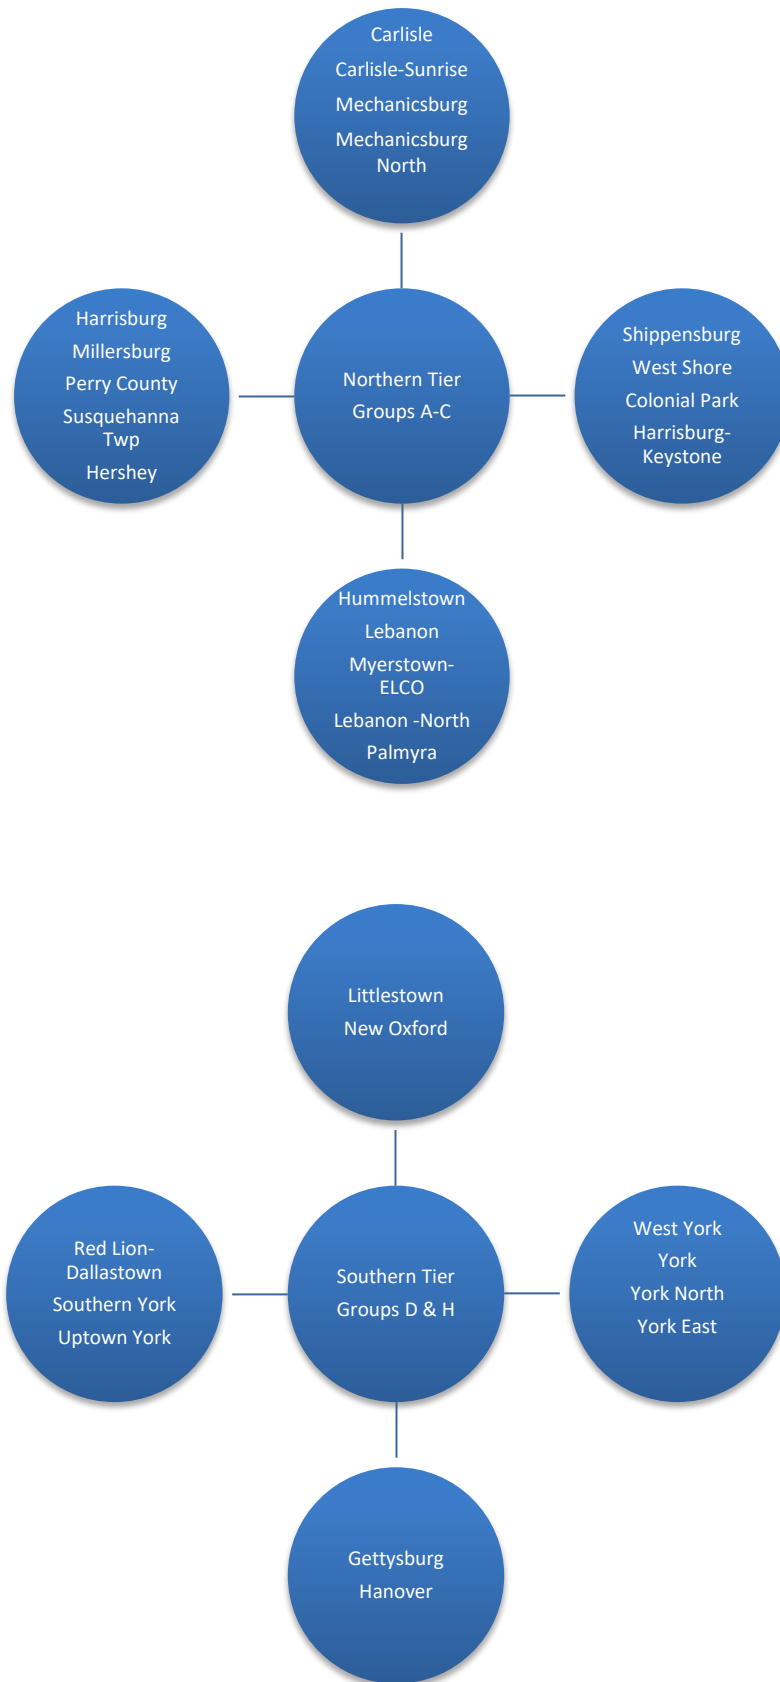 Carlisle
Carlisle-Sunrise
Mechanicsburg
Mechanicsburg
North
Harrisburg
Millersburg
Perry County
Susquehanna
Twp
Hershey
Northern Tier
Groups A-C
Shippensburg
West Shore
Colonial Park
Harrisburg-
Keystone
Hummelstown
Lebanon
Myerstown-
ELCO
Lebanon -North
Palmyra
Littlestown
New Oxford
Red Lion-
Dallastown
Southern York
Uptown York
Southern Tier
Groups D & H
West York
York
York North
York East
Gettysburg
Hanover